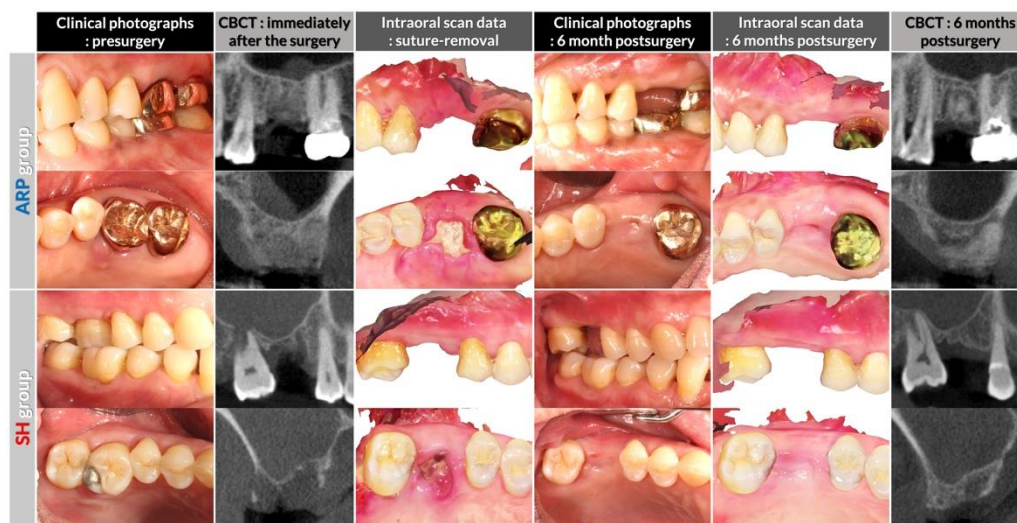 Clinical photographs
: presurgery
CBCT : immediately
after the surgery
Intraoral scan data
: suture-removal
Clinical photographs
: 6 month postsurgery
Intraoral scan data
: 6 months postsurgery
CBCT : 6 months
postsurgery
ARP group
SH group